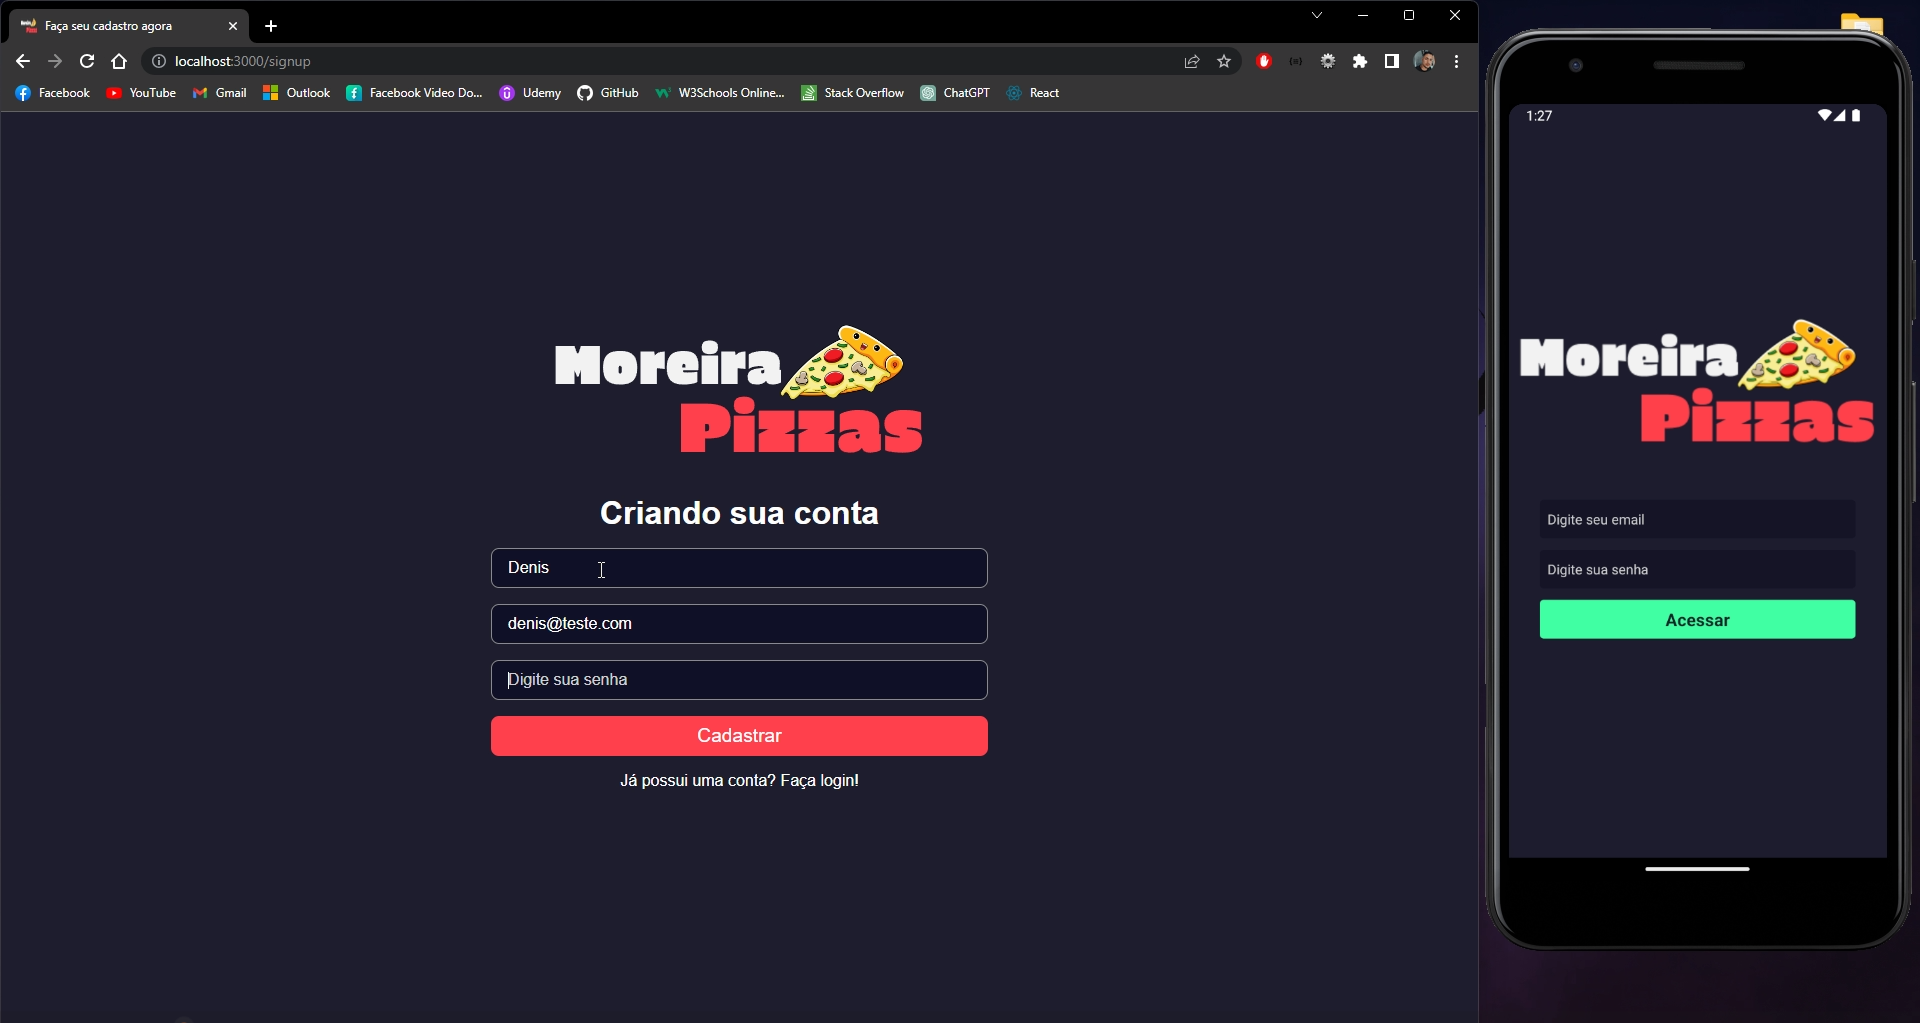 Faça seu cadastro agora
localhost:3000/signup
Facebook YouTube Gmail Outlook Facebook Video Do... Udemy GitHub W3Schools Online... Stack Overflow ChatGPT React
Moreira
Pizzas
Criando sua conta
Denis
denis@teste.com
Digite sua senha
Cadastrar
Já possui uma conta? Faça login!
1:27
Moreira
Pizzas
Digite seu email
Digite sua senha
Acessar